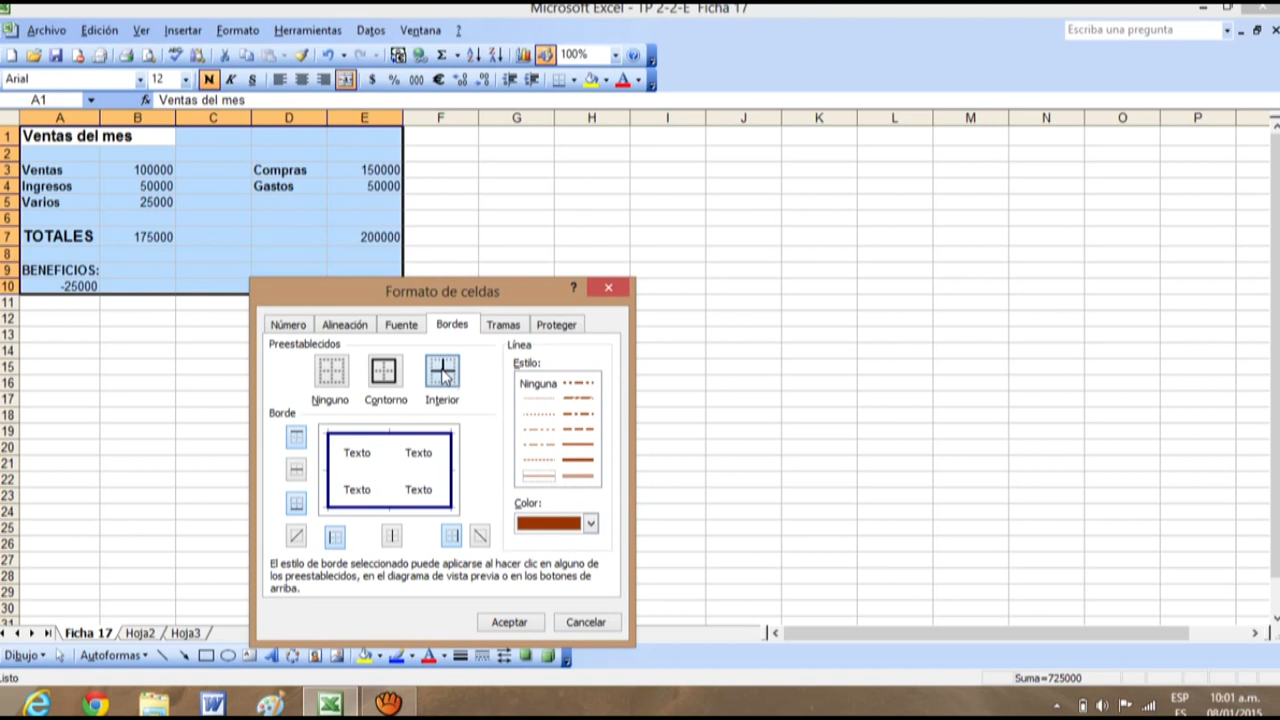 Microsoft Excel - TP 2-2-E Ficha 17
Archivo Edición Ver Insertar Formato Herramientas Datos Ventana ?
Escriba una pregunta
100%
Arial 12 N K S $ % 000 €
A1 fx Ventas del mes
A B C D E F G H I J K L M N O P
1 Ventas del mes
2
3 Ventas 100000 Compras 150000
4 Ingresos 50000 Gastos 50000
5 Varios 25000
6
7 TOTALES 175000 200000
8
9 BENEFICIOS:
10 -25000
11
12
13
14
15
16
17
18
19
20
21
22
23
24
25
26
27
28
29
30
31
Formato de celdas ?
Número Alineación Fuente Bordes Tramas Proteger
Preestablecidos
Ninguno Contorno Interior
Borde
Texto Texto
Texto Texto
Línea
Estilo:
Ninguna
Color:
El estilo de borde seleccionado puede aplicarse al hacer clic en alguno de
los preestablecidos, en el diagrama de vista previa o en los botones de
arriba.
Aceptar Cancelar
Ficha 17 Hoja2 Hoja3
Dibujo Autoformas
Listo
Suma=725000
ESP 10:01 a.m.
ES 08/01/2015